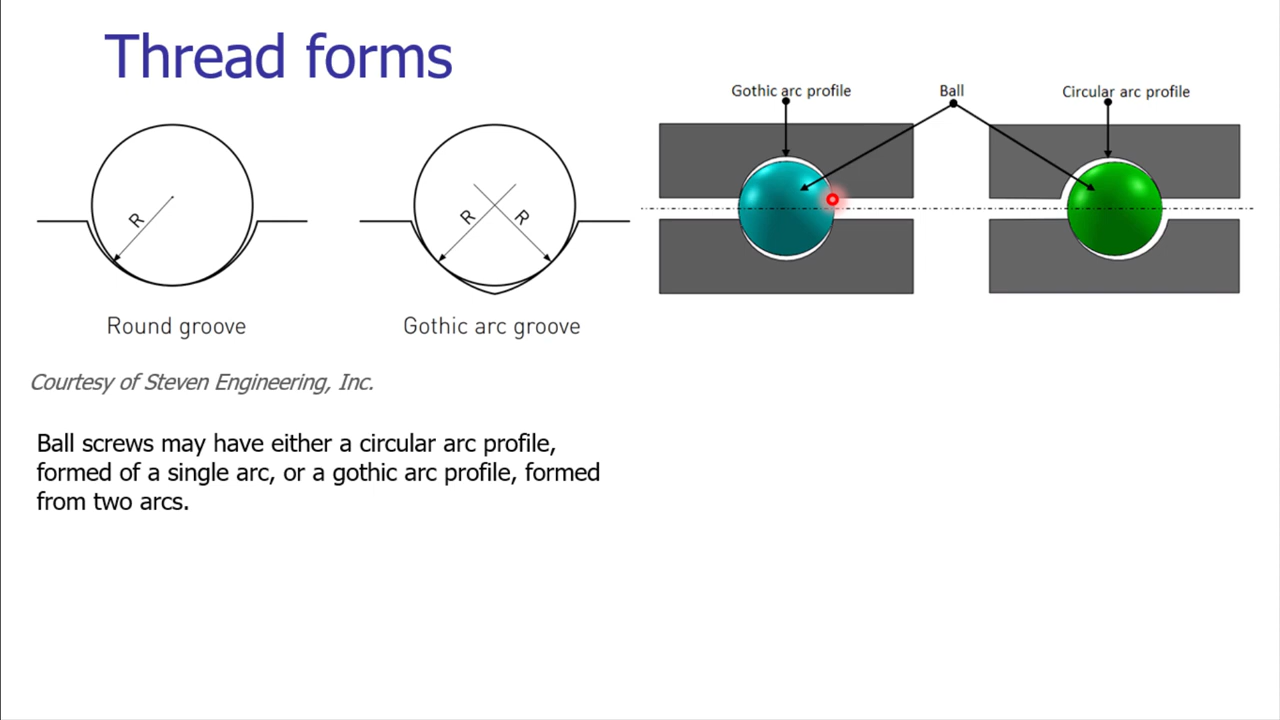 Thread forms
Gothic arc profile
Ball
Circular arc profile
R
R
R
Round groove
Gothic arc groove
Courtesy of Steven Engineering, Inc.
Ball screws may have either a circular arc profile,
formed of a single arc, or a gothic arc profile, formed
from two arcs.